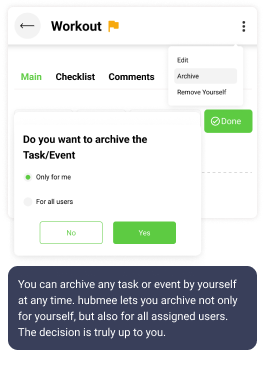 Workout
Edit
Archive
Remove Yourself
Main Checklist Comments
Done
Do you want to archive the
Task/Event
Only for me
For all users
No Yes
You can archive any task or event by yourself
at any time. hubmee lets you archive not only
for yourself, but also for all assigned users.
The decision is truly up to you.